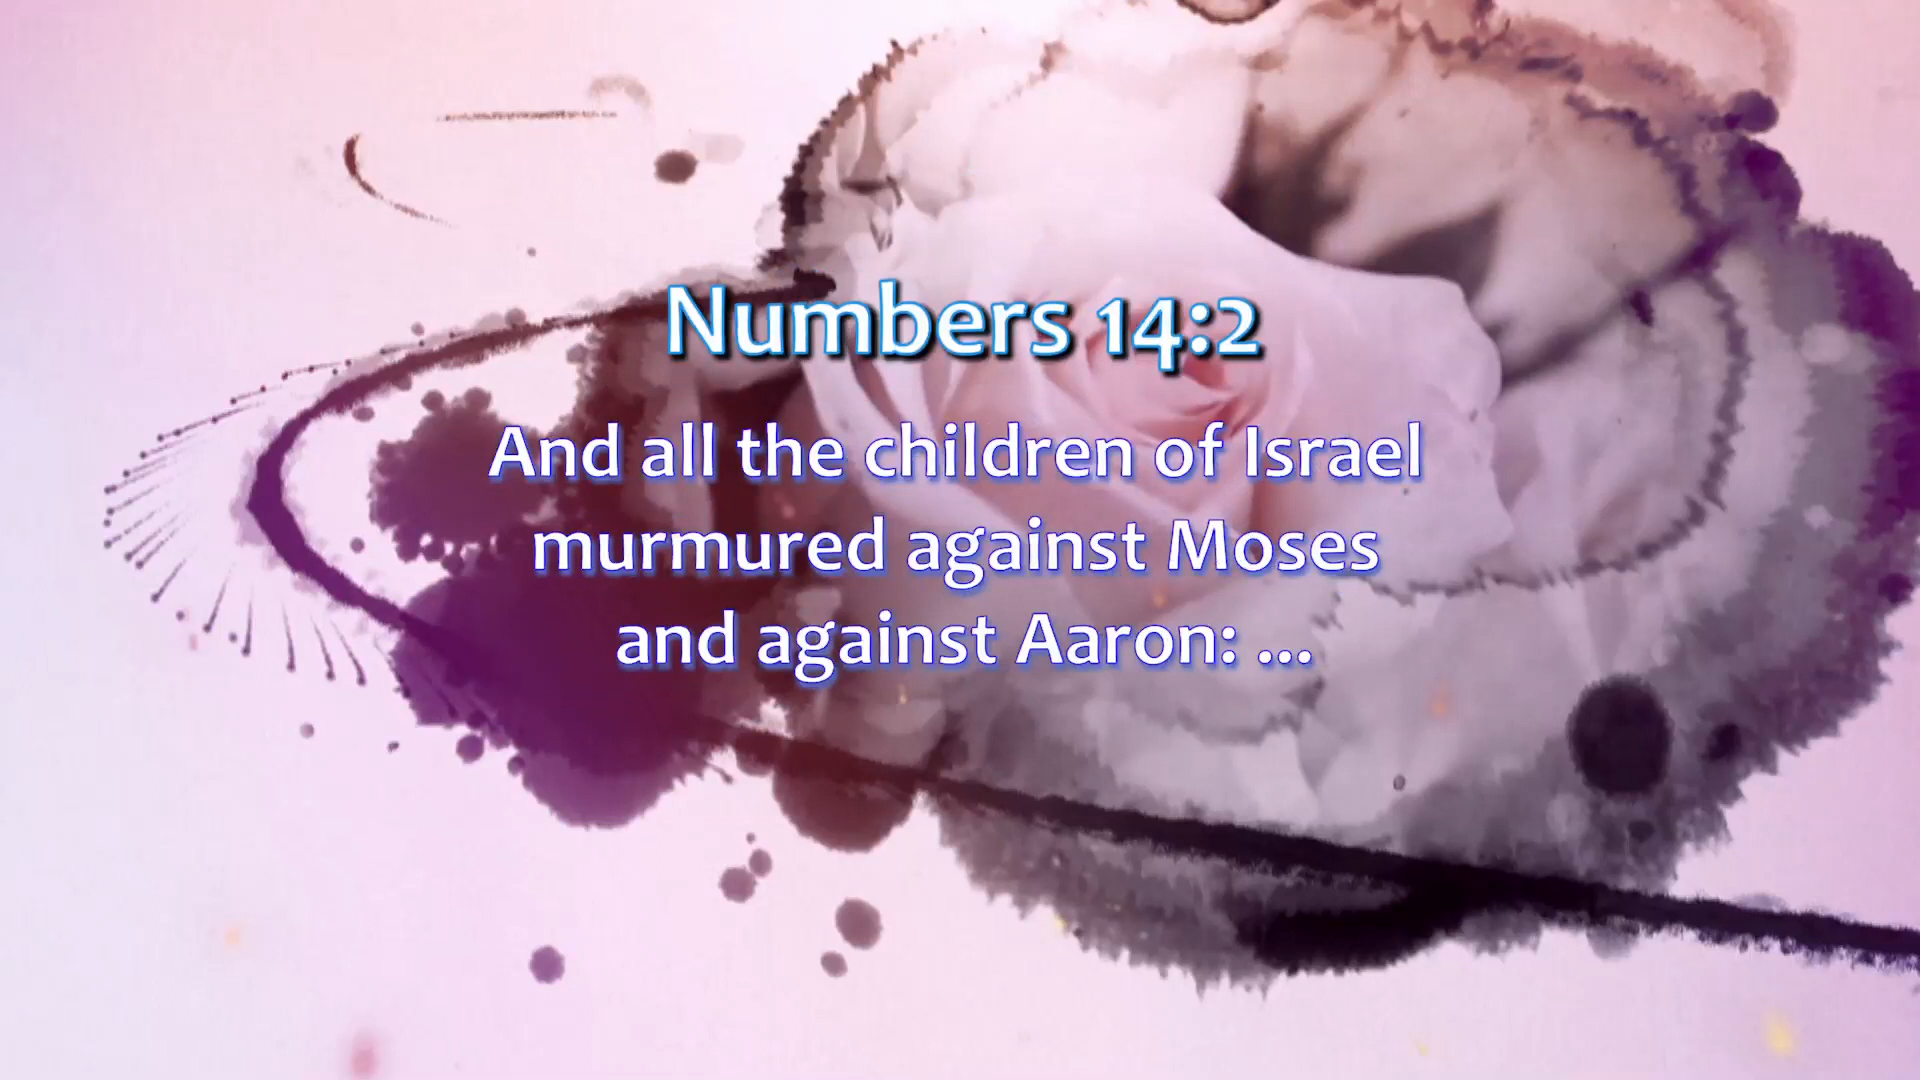 Numbers 14:2
And all the children of Israel
murmured against Moses
and against Aaron: ...